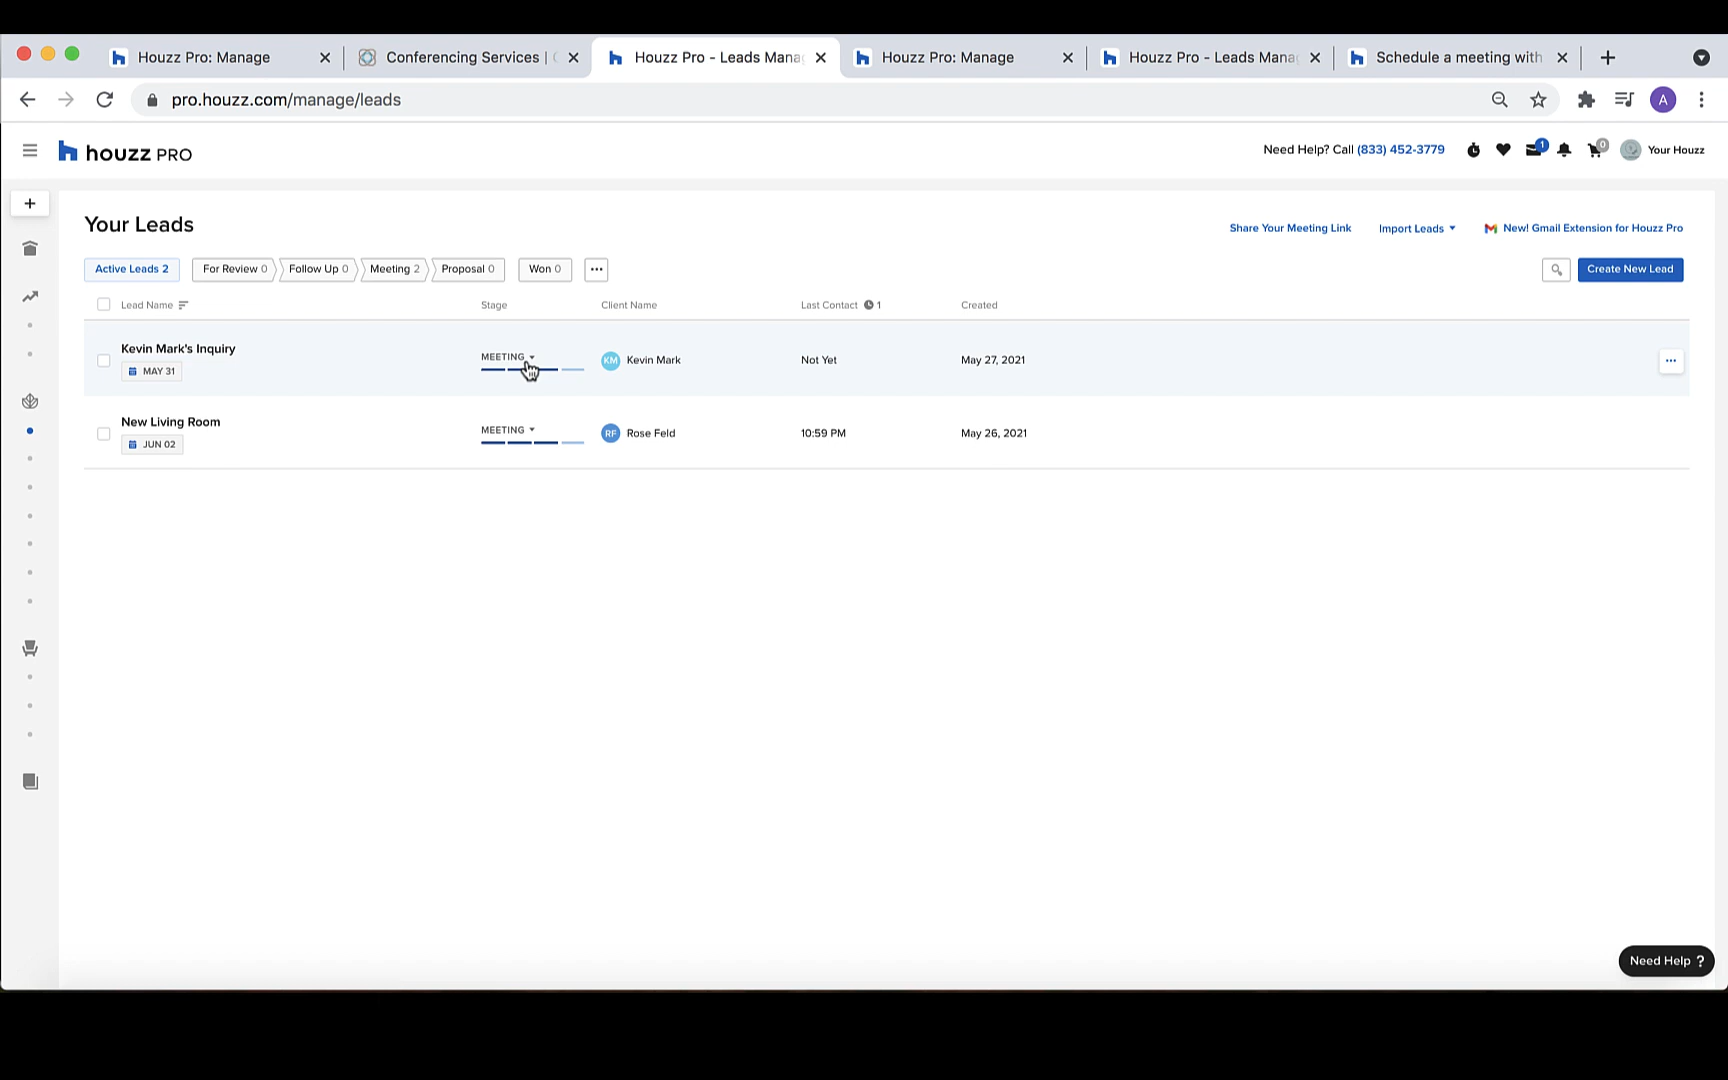 Houzz Pro: Manage
Conferencing Services |
Houzz Pro - Leads Mana
Houzz Pro: Manage
Houzz Pro - Leads Mana
Schedule a meeting with
pro.houzz.com/manage/leads
A
houzz PRO
Need Help? Call (833) 452-3779
1
0
Your Houzz
Your Leads
Share Your Meeting Link
Import Leads
New! Gmail Extension for Houzz Pro
Active Leads 2
For Review 0
Follow Up 0
Meeting 2
Proposal 0
Won 0
Create New Lead
Lead Name
Stage
Client Name
Last Contact 1
Created
Kevin Mark's Inquiry
MAY 31
MEETING
KM
Kevin Mark
Not Yet
May 27, 2021
New Living Room
JUN 02
MEETING
RF
Rose Feld
10:59 PM
May 26, 2021
Need Help ?